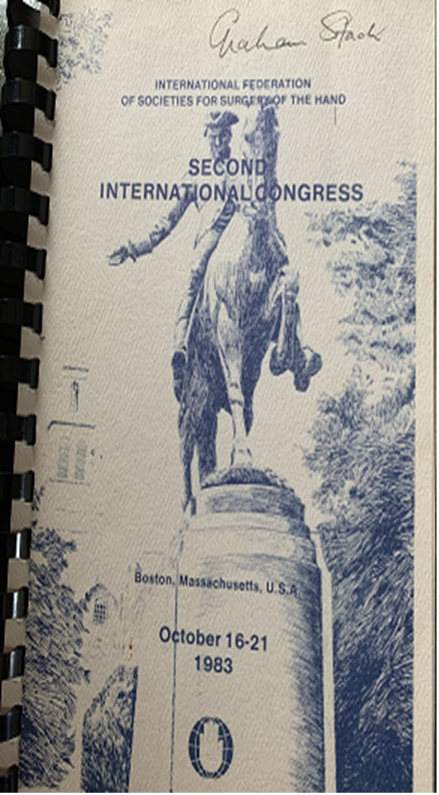 Graham Stack
INTERNATIONAL FEDERATION
OF SOCIETIES FOR SURGERY OF THE HAND
SECOND
INTERNATIONAL CONGRESS
Boston, Massachusetts, U.S.A.
October 16-21
1983